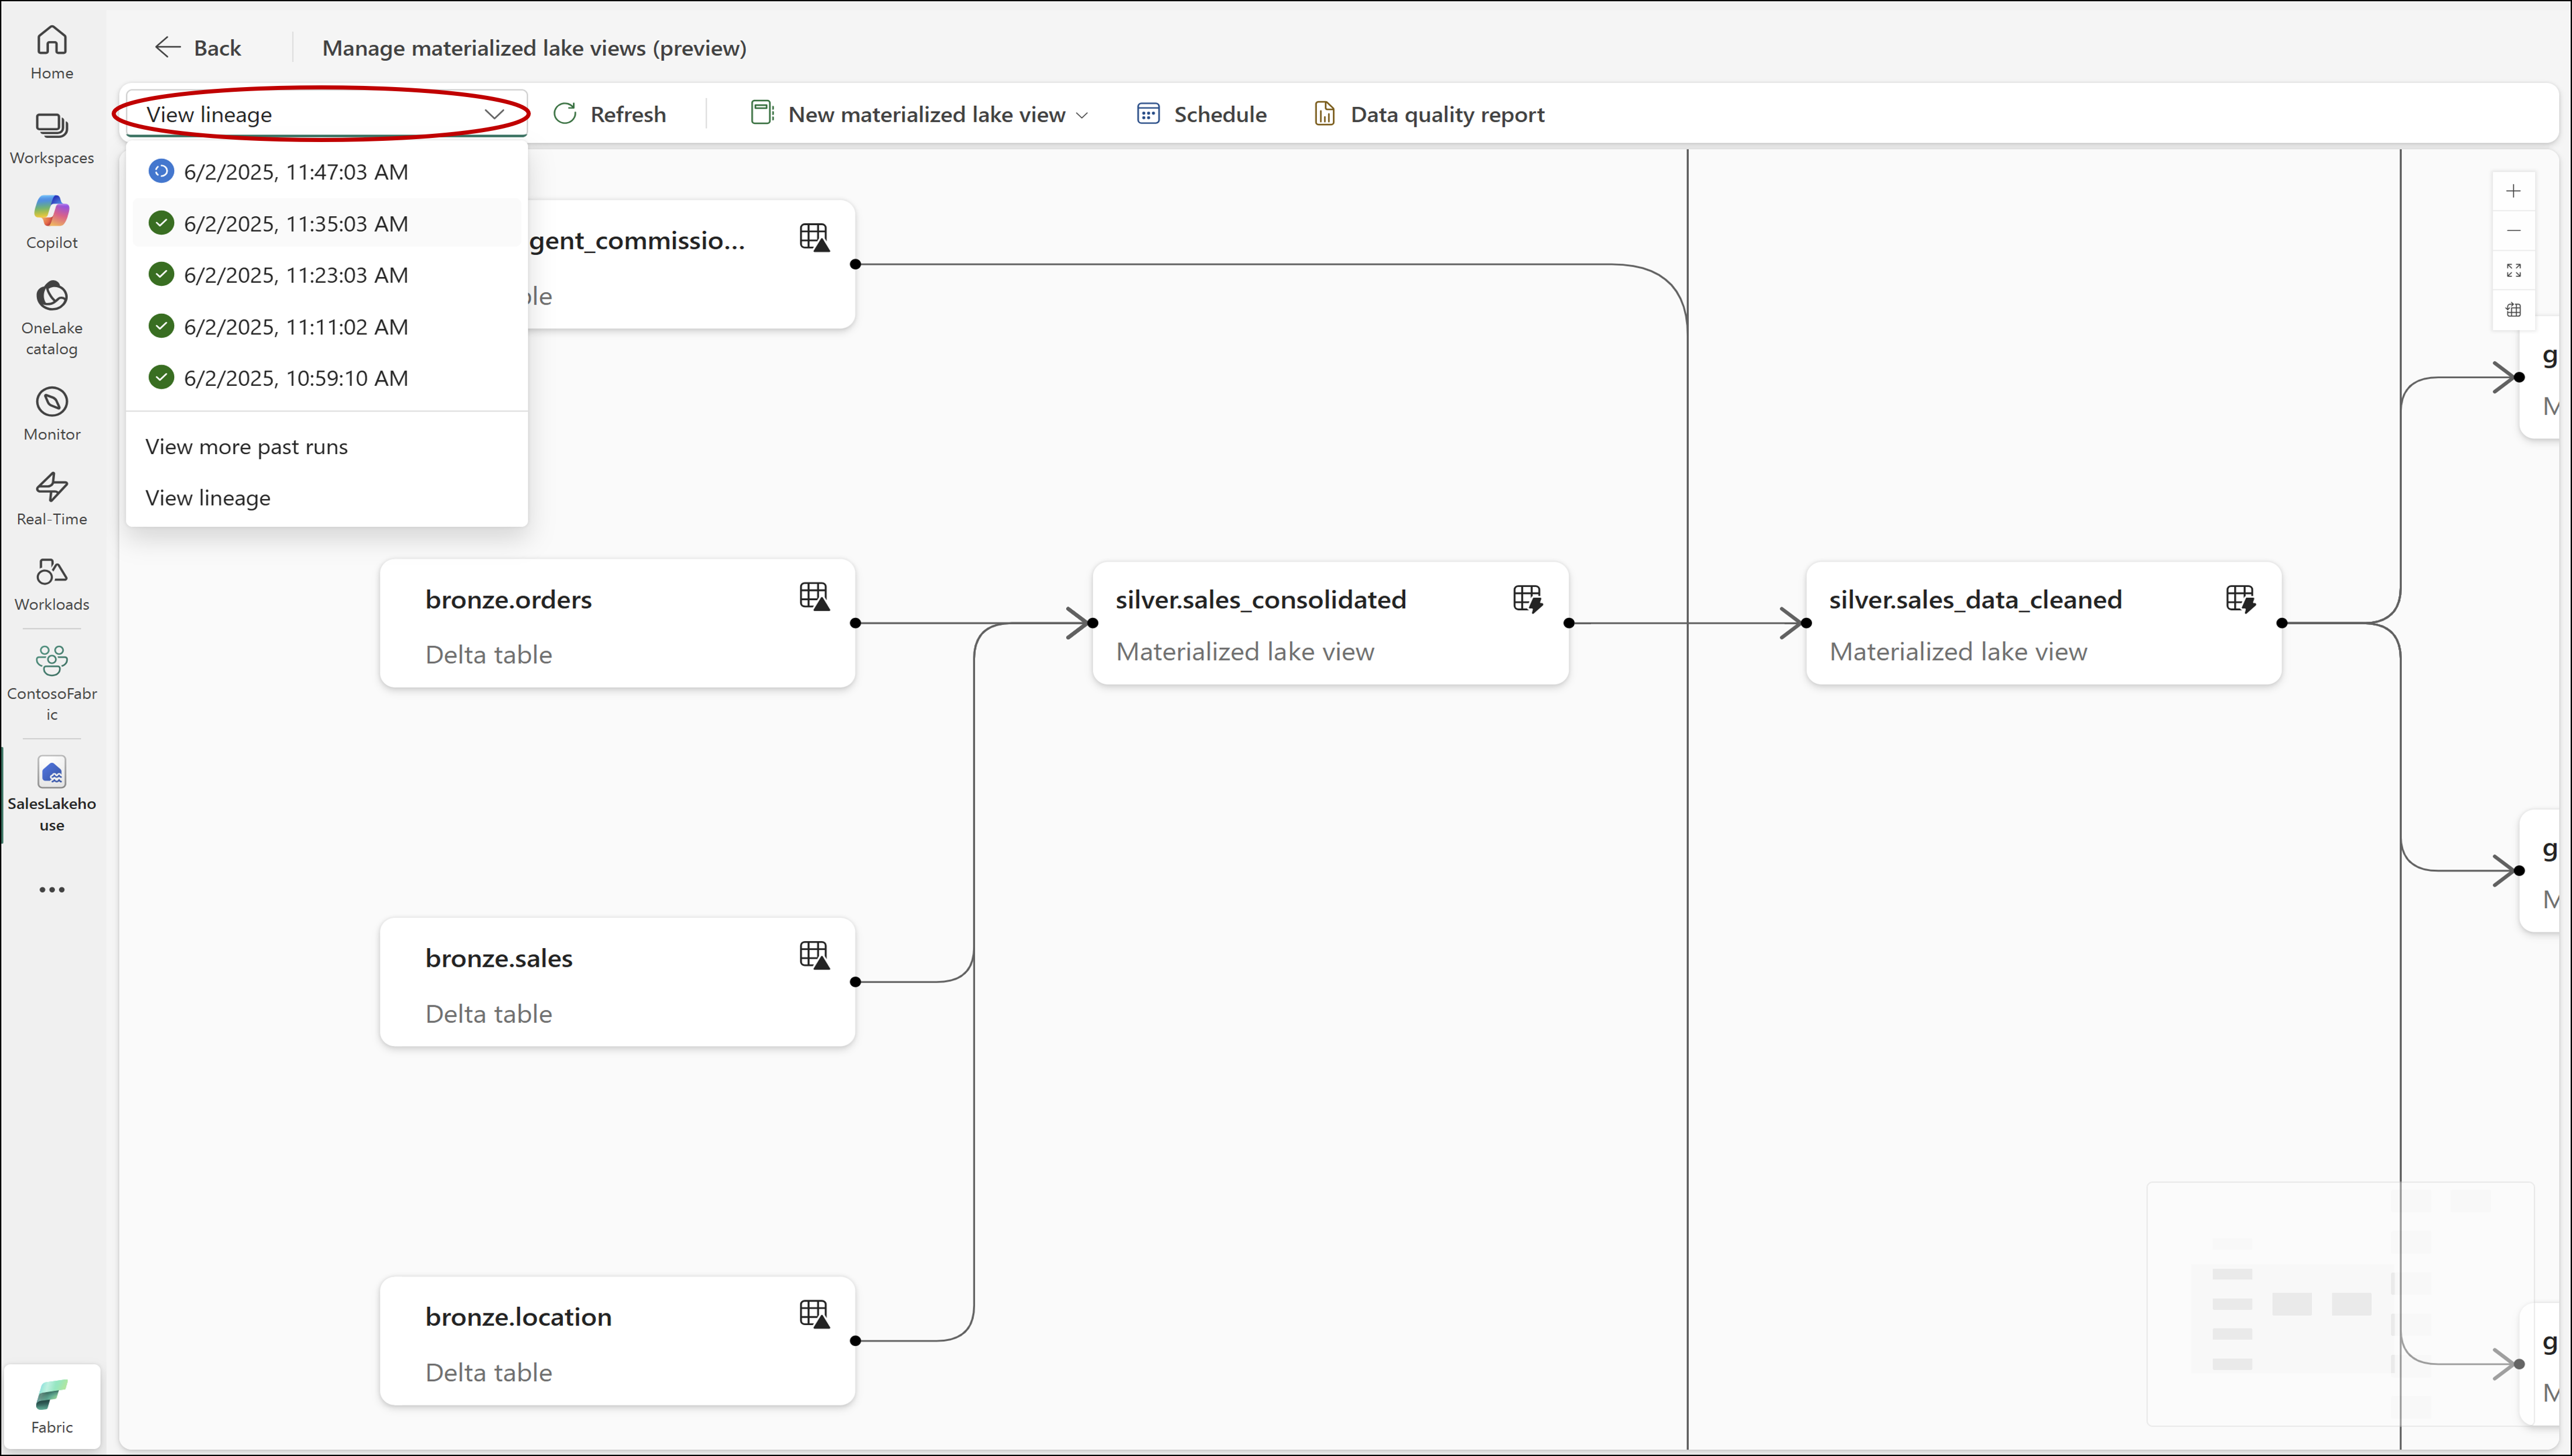 Home
Workspaces
Copilot
OneLake
catalog
Monitor
Real-Time
Workloads
ContosoFabr
ic
SalesLakeho
use
Fabric
Back
Manage materialized lake views (preview)
View lineage
Refresh
New materialized lake view
Schedule
Data quality report
6/2/2025, 11:47:03 AM
6/2/2025, 11:35:03 AM
6/2/2025, 11:23:03 AM
6/2/2025, 11:11:02 AM
6/2/2025, 10:59:10 AM
View more past runs
View lineage
gent_commissio...
ble
bronze.orders
Delta table
bronze.sales
Delta table
bronze.location
Delta table
silver.sales_consolidated
Materialized lake view
silver.sales_data_cleaned
Materialized lake view
g
M
g
M
g
M